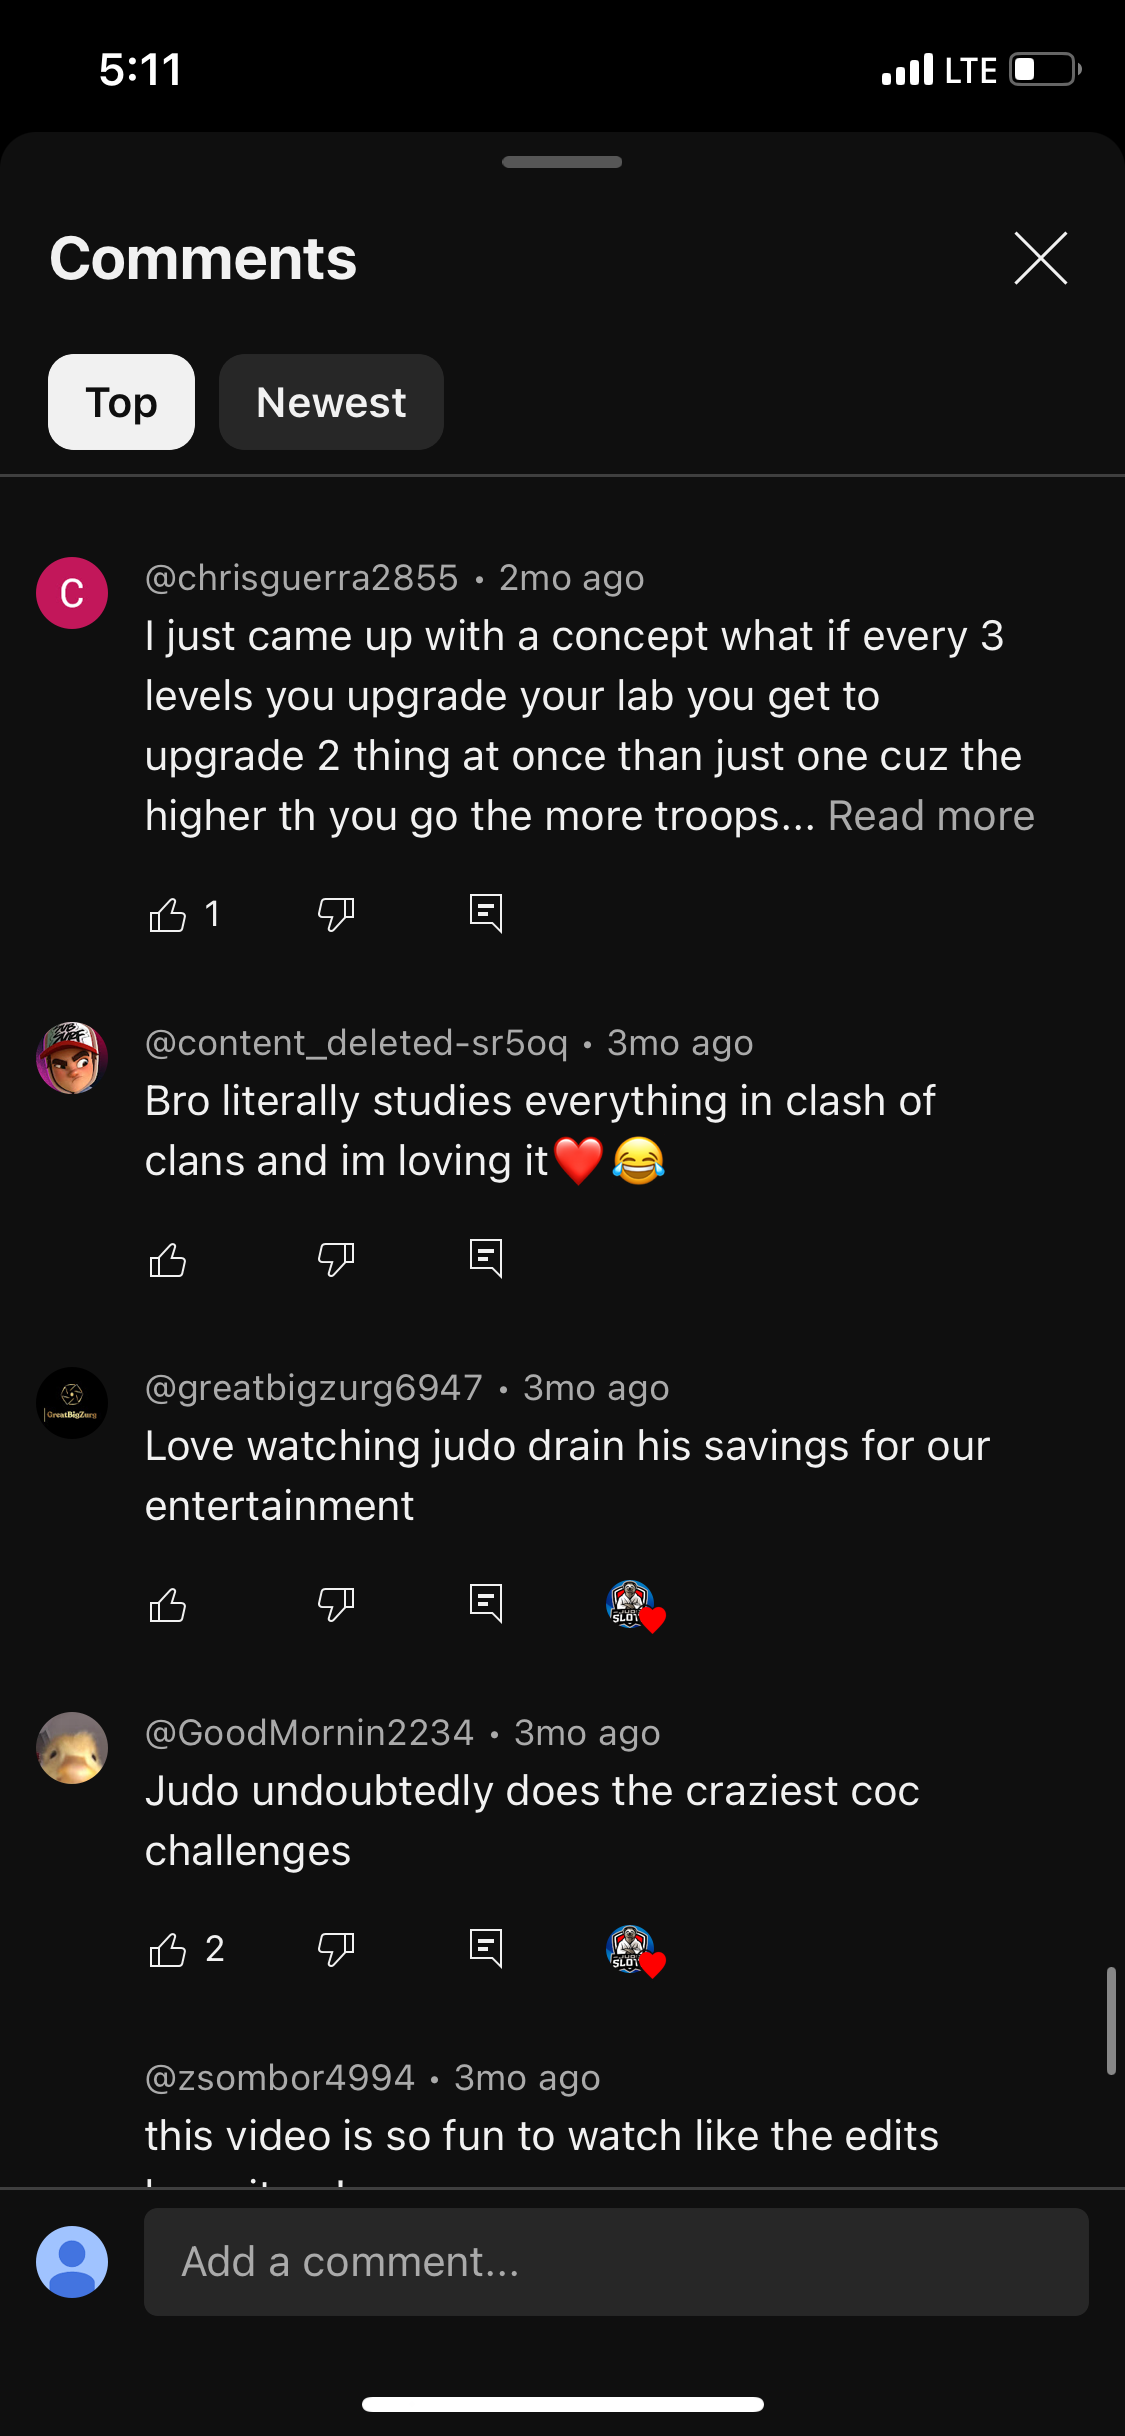 5:11 LTE
Comments
Top Newest
C
@chrisguerra2855 • 2mo ago
I just came up with a concept what if every 3
levels you upgrade your lab you get to
upgrade 2 thing at once than just one cuz the
higher th you go the more troops... Read more
1
@content_deleted-sr5oq • 3mo ago
Bro literally studies everything in clash of
clans and im loving it❤️😂
@greatbigzurg6947 • 3mo ago
GreatBigZurg
Love watching judo drain his savings for our
entertainment
@GoodMornin2234 • 3mo ago
Judo undoubtedly does the craziest coc
challenges
2
@zsombor4994 • 3mo ago
this video is so fun to watch like the edits
Add a comment...